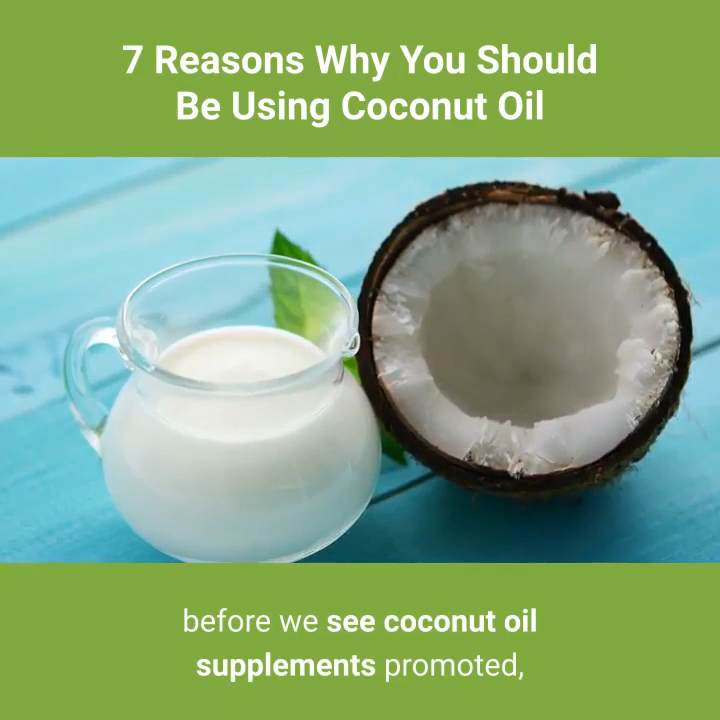 7 Reasons Why You Should
Be Using Coconut Oil
before we see coconut oil
supplements promoted,